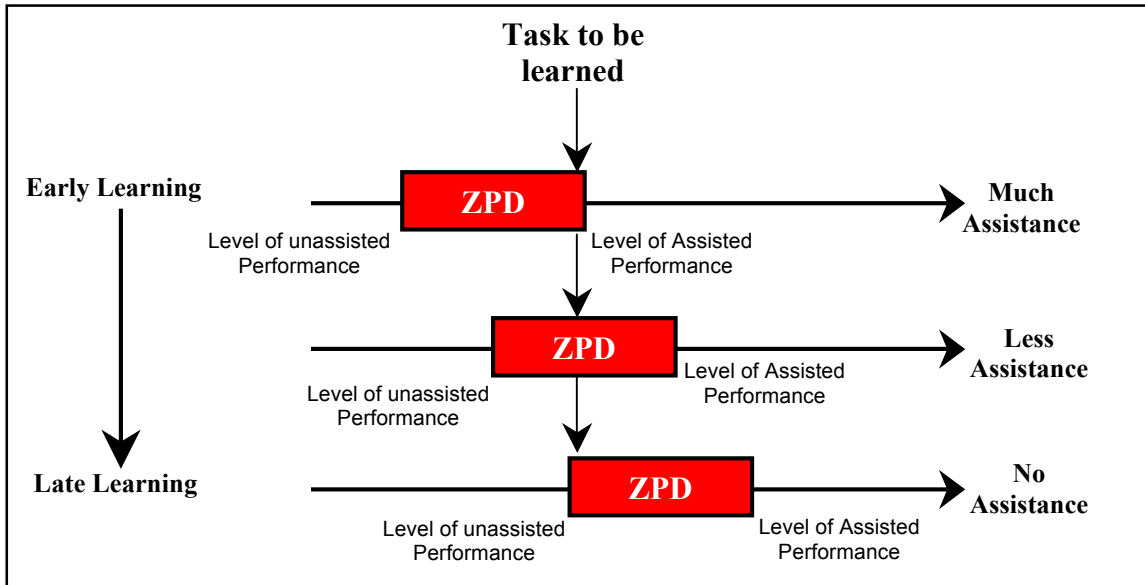 Task to be
learned
Early Learning
ZPD
Much
Assistance
Level of unassisted
Performance
Level of Assisted
Performance
ZPD
Less
Assistance
Level of unassisted
Performance
Level of Assisted
Performance
Late Learning
ZPD
No
Assistance
Level of unassisted
Performance
Level of Assisted
Performance